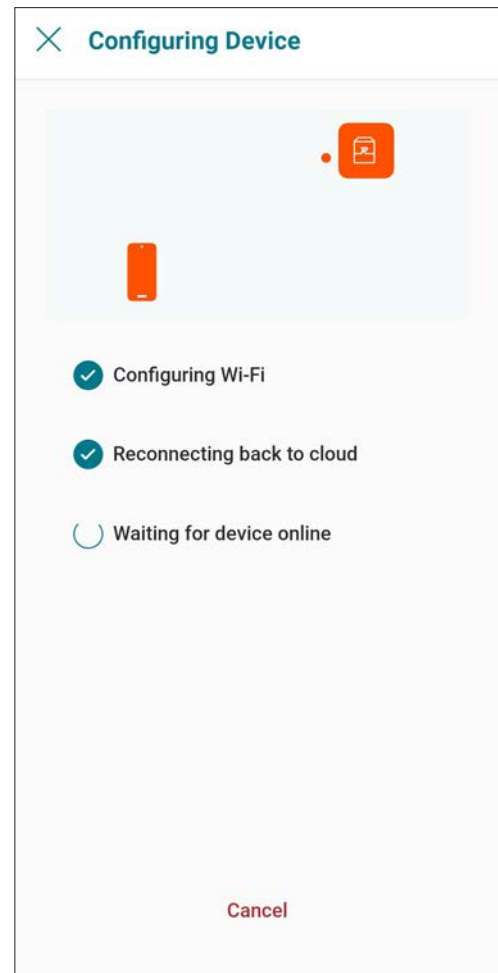 Configuring Device
Configuring Wi-Fi
Reconnecting back to cloud
Waiting for device online
Cancel